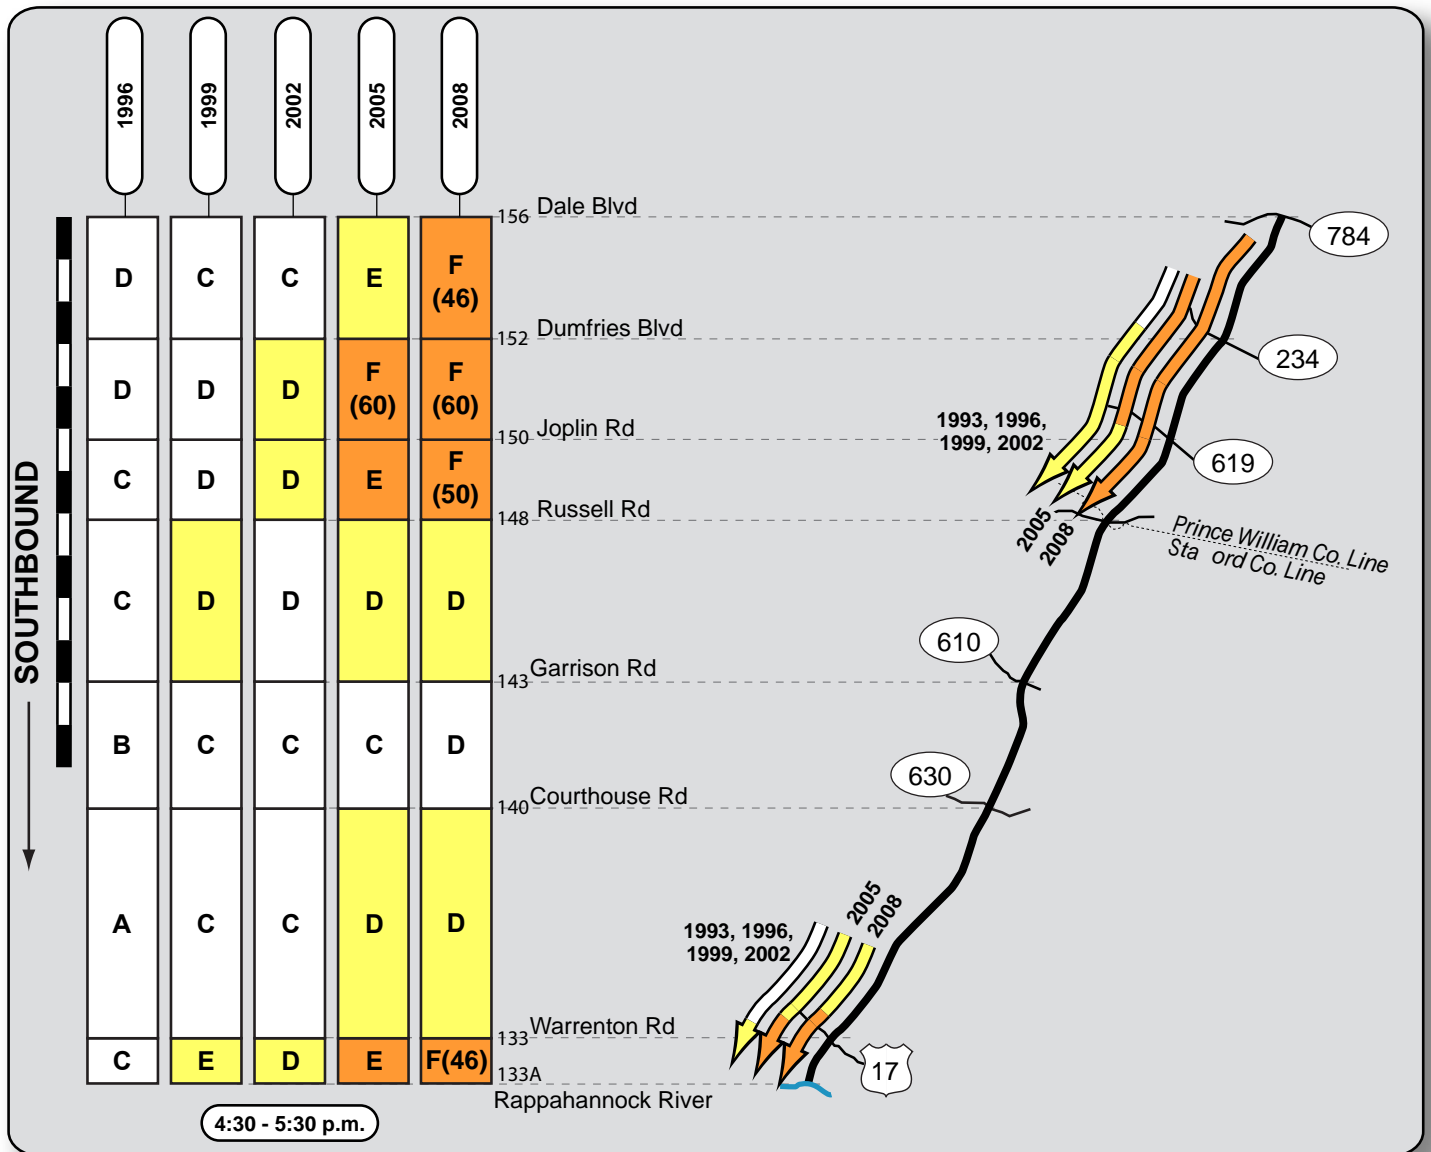 1996
1999
2002
2005
2008
SOUTHBOUND
156 Dale Blvd
784
D
C
C
E
F
(46)
152 Dumfries Blvd
234
D
D
D
F
(60)
F
(60)
1993, 1996,
1999, 2002
150 Joplin Rd
619
C
D
D
E
F
(50)
148 Russell Rd
2005
2008
Prince William Co. Line
Sta ord Co. Line
C
D
D
D
D
610
143 Garrison Rd
B
C
C
C
D
630
140 Courthouse Rd
A
C
C
D
D
2005
2008
1993, 1996,
1999, 2002
133 Warrenton Rd
C
E
D
E
F(46)
17
133A
Rappahannock River
4:30 - 5:30 p.m.